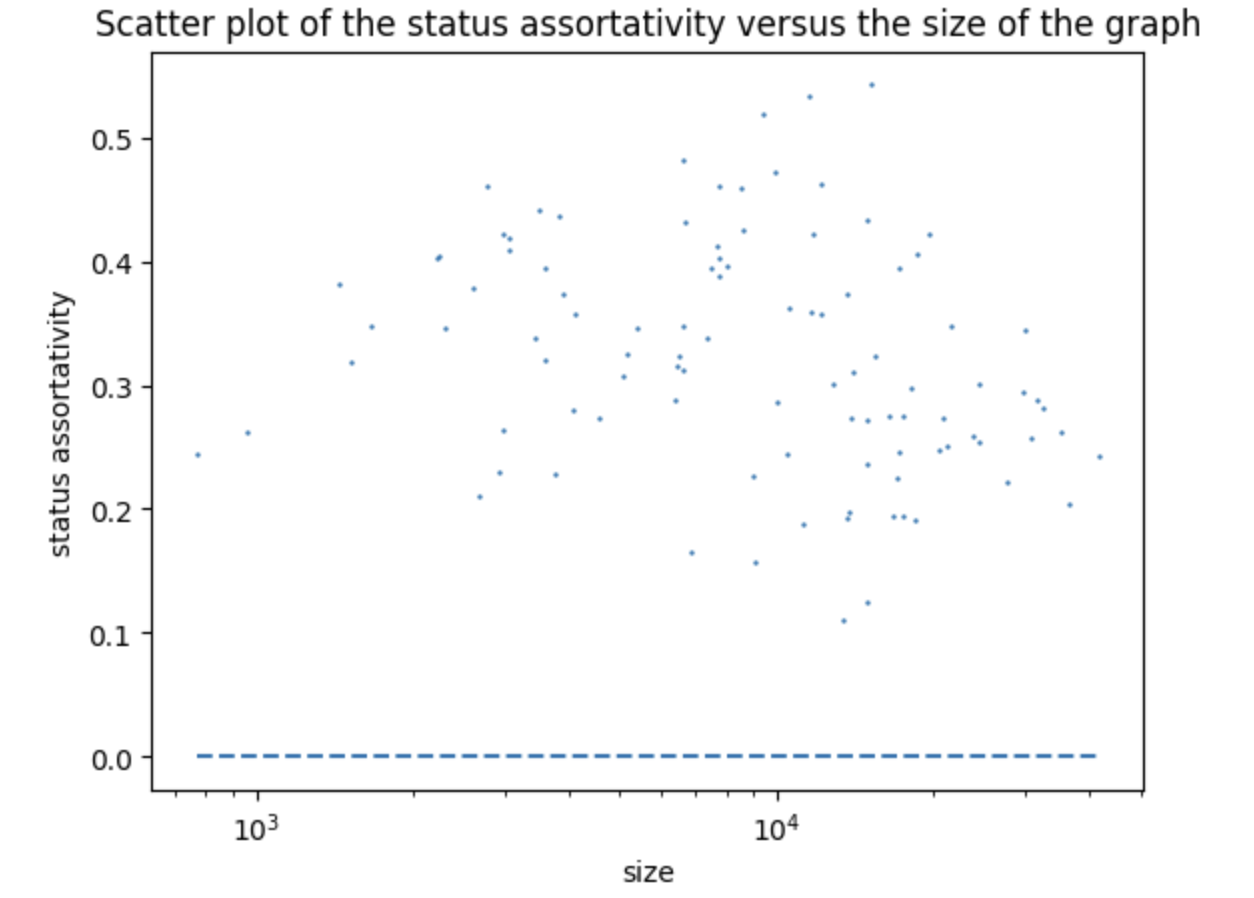 Scatter plot of the status assortativity versus the size of the graph
status assortativity
0.5
0.4
0.3
0.2
0.1
0.0
10³
10⁴
size